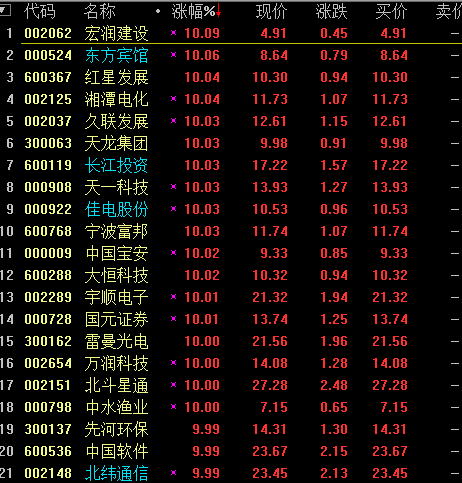 代码 名称 • 涨幅%↓ 现价 涨跌 买价 卖价
1 002062 宏润建设 * 10.09 4.91 0.45 4.91 –
2 000524 东方宾馆 * 10.06 8.64 0.79 8.64 –
3 600367 红星发展 10.04 10.30 0.94 10.30 –
4 002125 湘潭电化 * 10.04 11.73 1.07 11.73 –
5 002037 久联发展 * 10.03 12.61 1.15 12.61 –
6 300063 天龙集团 10.03 9.98 0.91 9.98 –
7 600119 长江投资 10.03 17.22 1.57 17.22 –
8 000908 天一科技 * 10.03 13.93 1.27 13.93 –
9 000922 佳电股份 * 10.03 10.53 0.96 10.53 –
10 600768 宁波富邦 10.03 11.74 1.07 11.74 –
11 000009 中国宝安 * 10.02 9.33 0.85 9.33 –
12 600288 大恒科技 10.02 10.32 0.94 10.32 –
13 002289 宇顺电子 * 10.01 21.32 1.94 21.32 –
14 000728 国元证券 * 10.01 13.74 1.25 13.74 –
15 300162 雷曼光电 10.00 21.56 1.96 21.56 –
16 002654 万润科技 * 10.00 14.08 1.28 14.08 –
17 002151 北斗星通 * 10.00 27.28 2.48 27.28 –
18 000798 中水渔业 * 10.00 7.15 0.65 7.15 –
19 300137 先河环保 9.99 14.31 1.30 14.31 –
20 600536 中国软件 9.99 23.67 2.15 23.67 –
21 002148 北纬通信 * 9.99 23.45 2.13 23.45 –